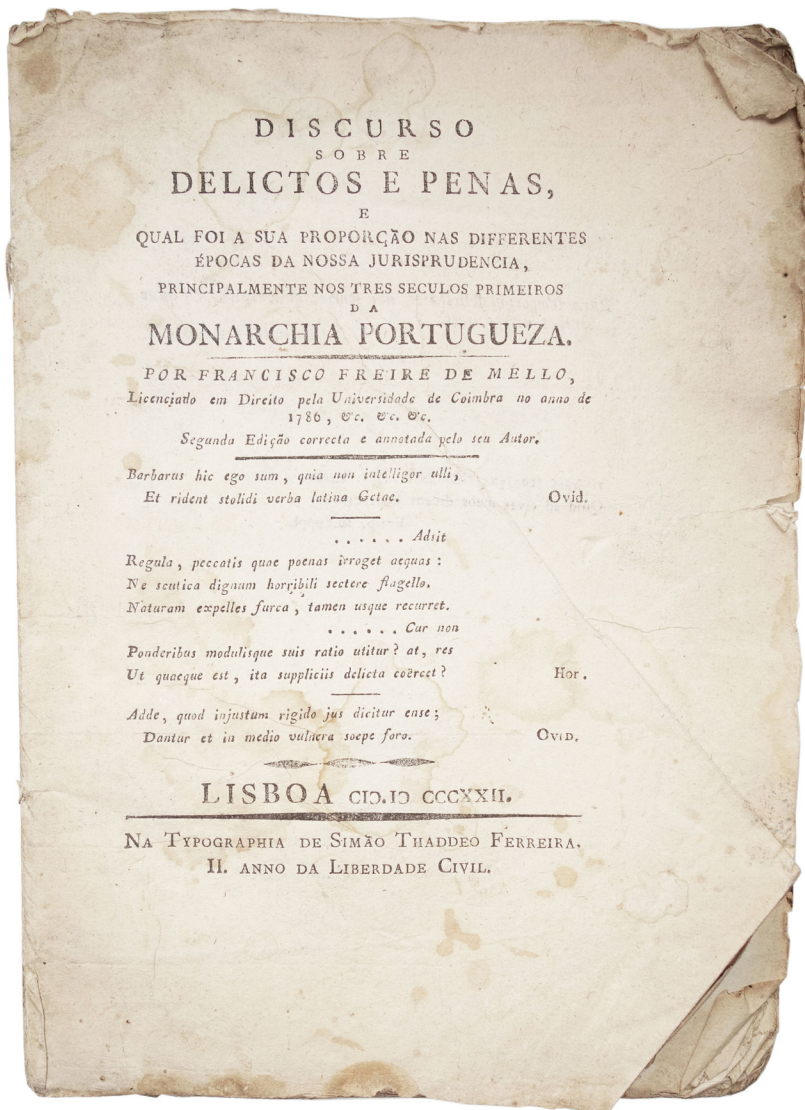 DISCURSO
SOBRE
DELICTOS E PENAS,
E
QUAL FOI A SUA PROPORÇÃO NAS DIFFERENTES
ÉPOCAS DA NOSSA JURISPRUDENCIA,
PRINCIPALMENTE NOS TRES SECULOS PRIMEIROS
DA
MONARCHIA PORTUGUEZA.
POR FRANCISCO FREIRE DE MELLO,
Licenciado em Direito pela Universidade de Coimbra no anno de
1786, &c. &c. &c.
Segunda Edição correcta e annotada pelo seu Autor.
Barbarus hic ego sum, quia non intelligor ulli,
Et rident stolidi verba latina Getae. Ovid.
. . . . . . Adsit
Regula, peccatis quae poenas irroget aequas:
Ne scutica dignum horribili sectere flagello.
Naturam expelles furca, tamen usque recurret.
. . . . . . Cur non
Ponderibus modulisque suis ratio utitur? at, res
Ut quaeque est, ita suppliciis delicta coërcet? Hor.
Adde, quod injustum rigido jus dicitur ense;
Dantur et in medio vulnera soepe foro. OVID.
LISBOA CIↃ.IↃ CCCXXII.
NA TYPOGRAPHIA DE SIMÃO THADDEO FERREIRA.
II. ANNO DA LIBERDADE CIVIL.